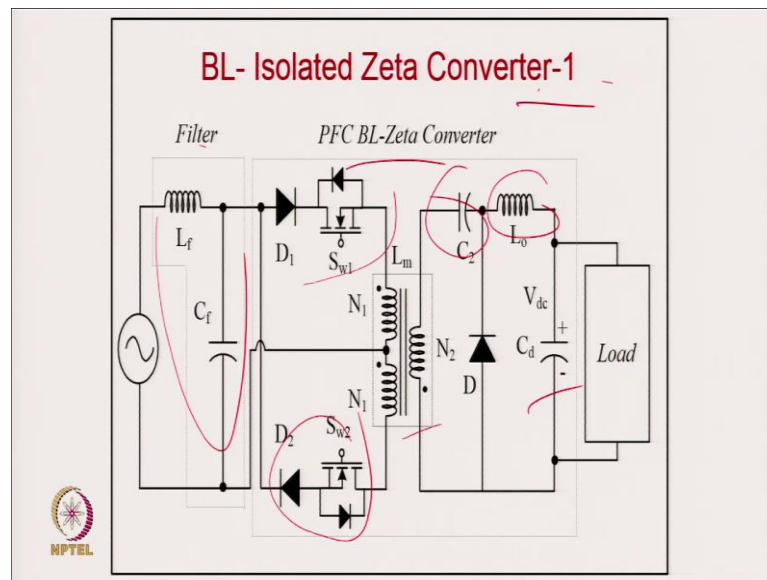 BL- Isolated Zeta Converter-1
Filter
PFC BL-Zeta Converter
Lf
D1
Sw1
C2
Lo
Lm
Cf
N1
N2
Vdc
+
Cd
-
Load
D
N1
Sw2
D2
NPTEL